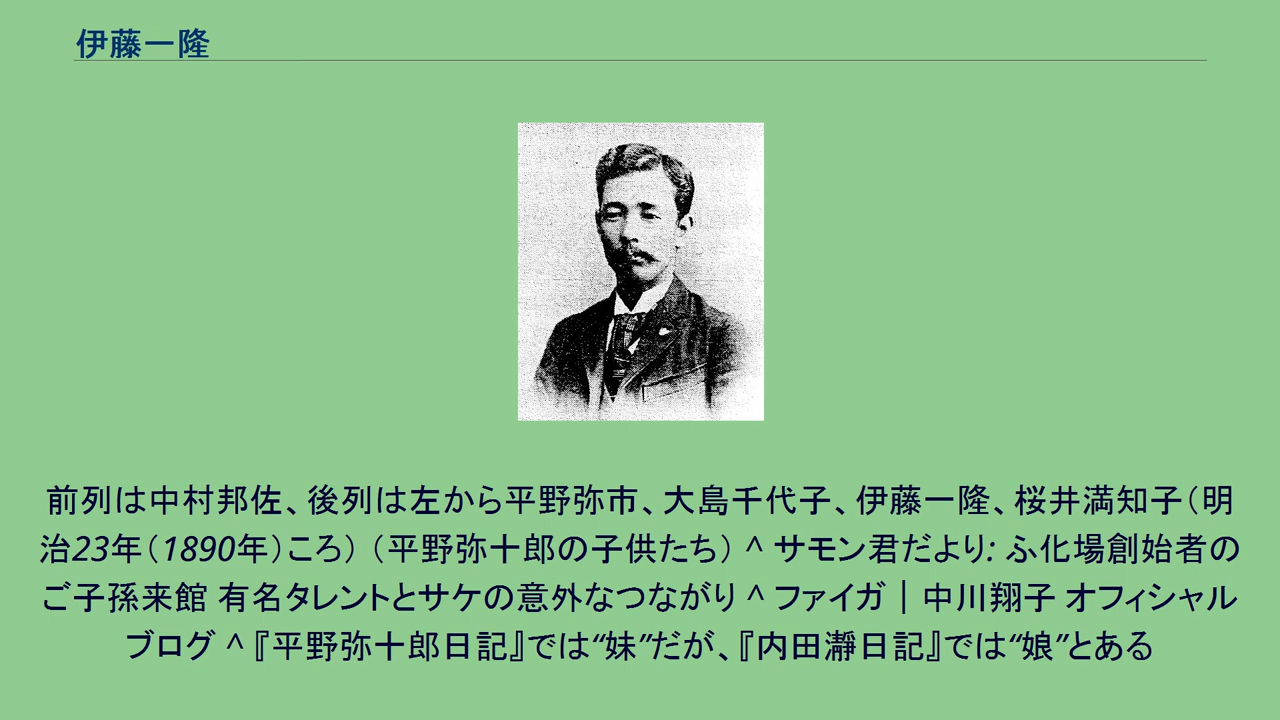 伊藤一隆
前列は中村邦佐、後列は左から平野弥市、大島千代子、伊藤一隆、桜井満知子（明
治23年（1890年）ころ）（平野弥十郎の子供たち） ^ サモン君だより: ふ化場創始者の
ご子孫来館 有名タレントとサケの意外なつながり ^ ファイガ｜中川翔子 オフィシャル
ブログ ^ 『平野弥十郎日記』では“妹”だが、『内田瀞日記』では“娘”とある